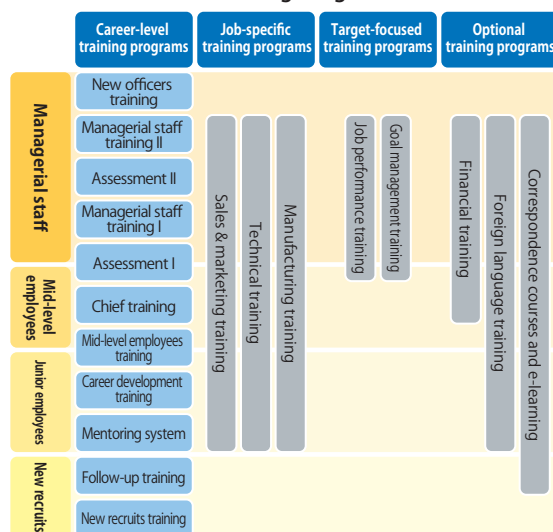 Career-level
training programs
Job-specific
training programs
Target-focused
training programs
Optional
training programs
Managerial staff
Mid-level
employees
Junior employees
New recruits
New officers
training
Managerial staff
training II
Assessment II
Managerial staff
training I
Assessment I
Chief training
Mid-level employees
training
Career development
training
Mentoring system
Follow-up training
New recruits training
Sales & marketing training
Technical training
Manufacturing training
Job performance training
Goal management training
Financial training
Foreign language training
Correspondence courses and e-learning